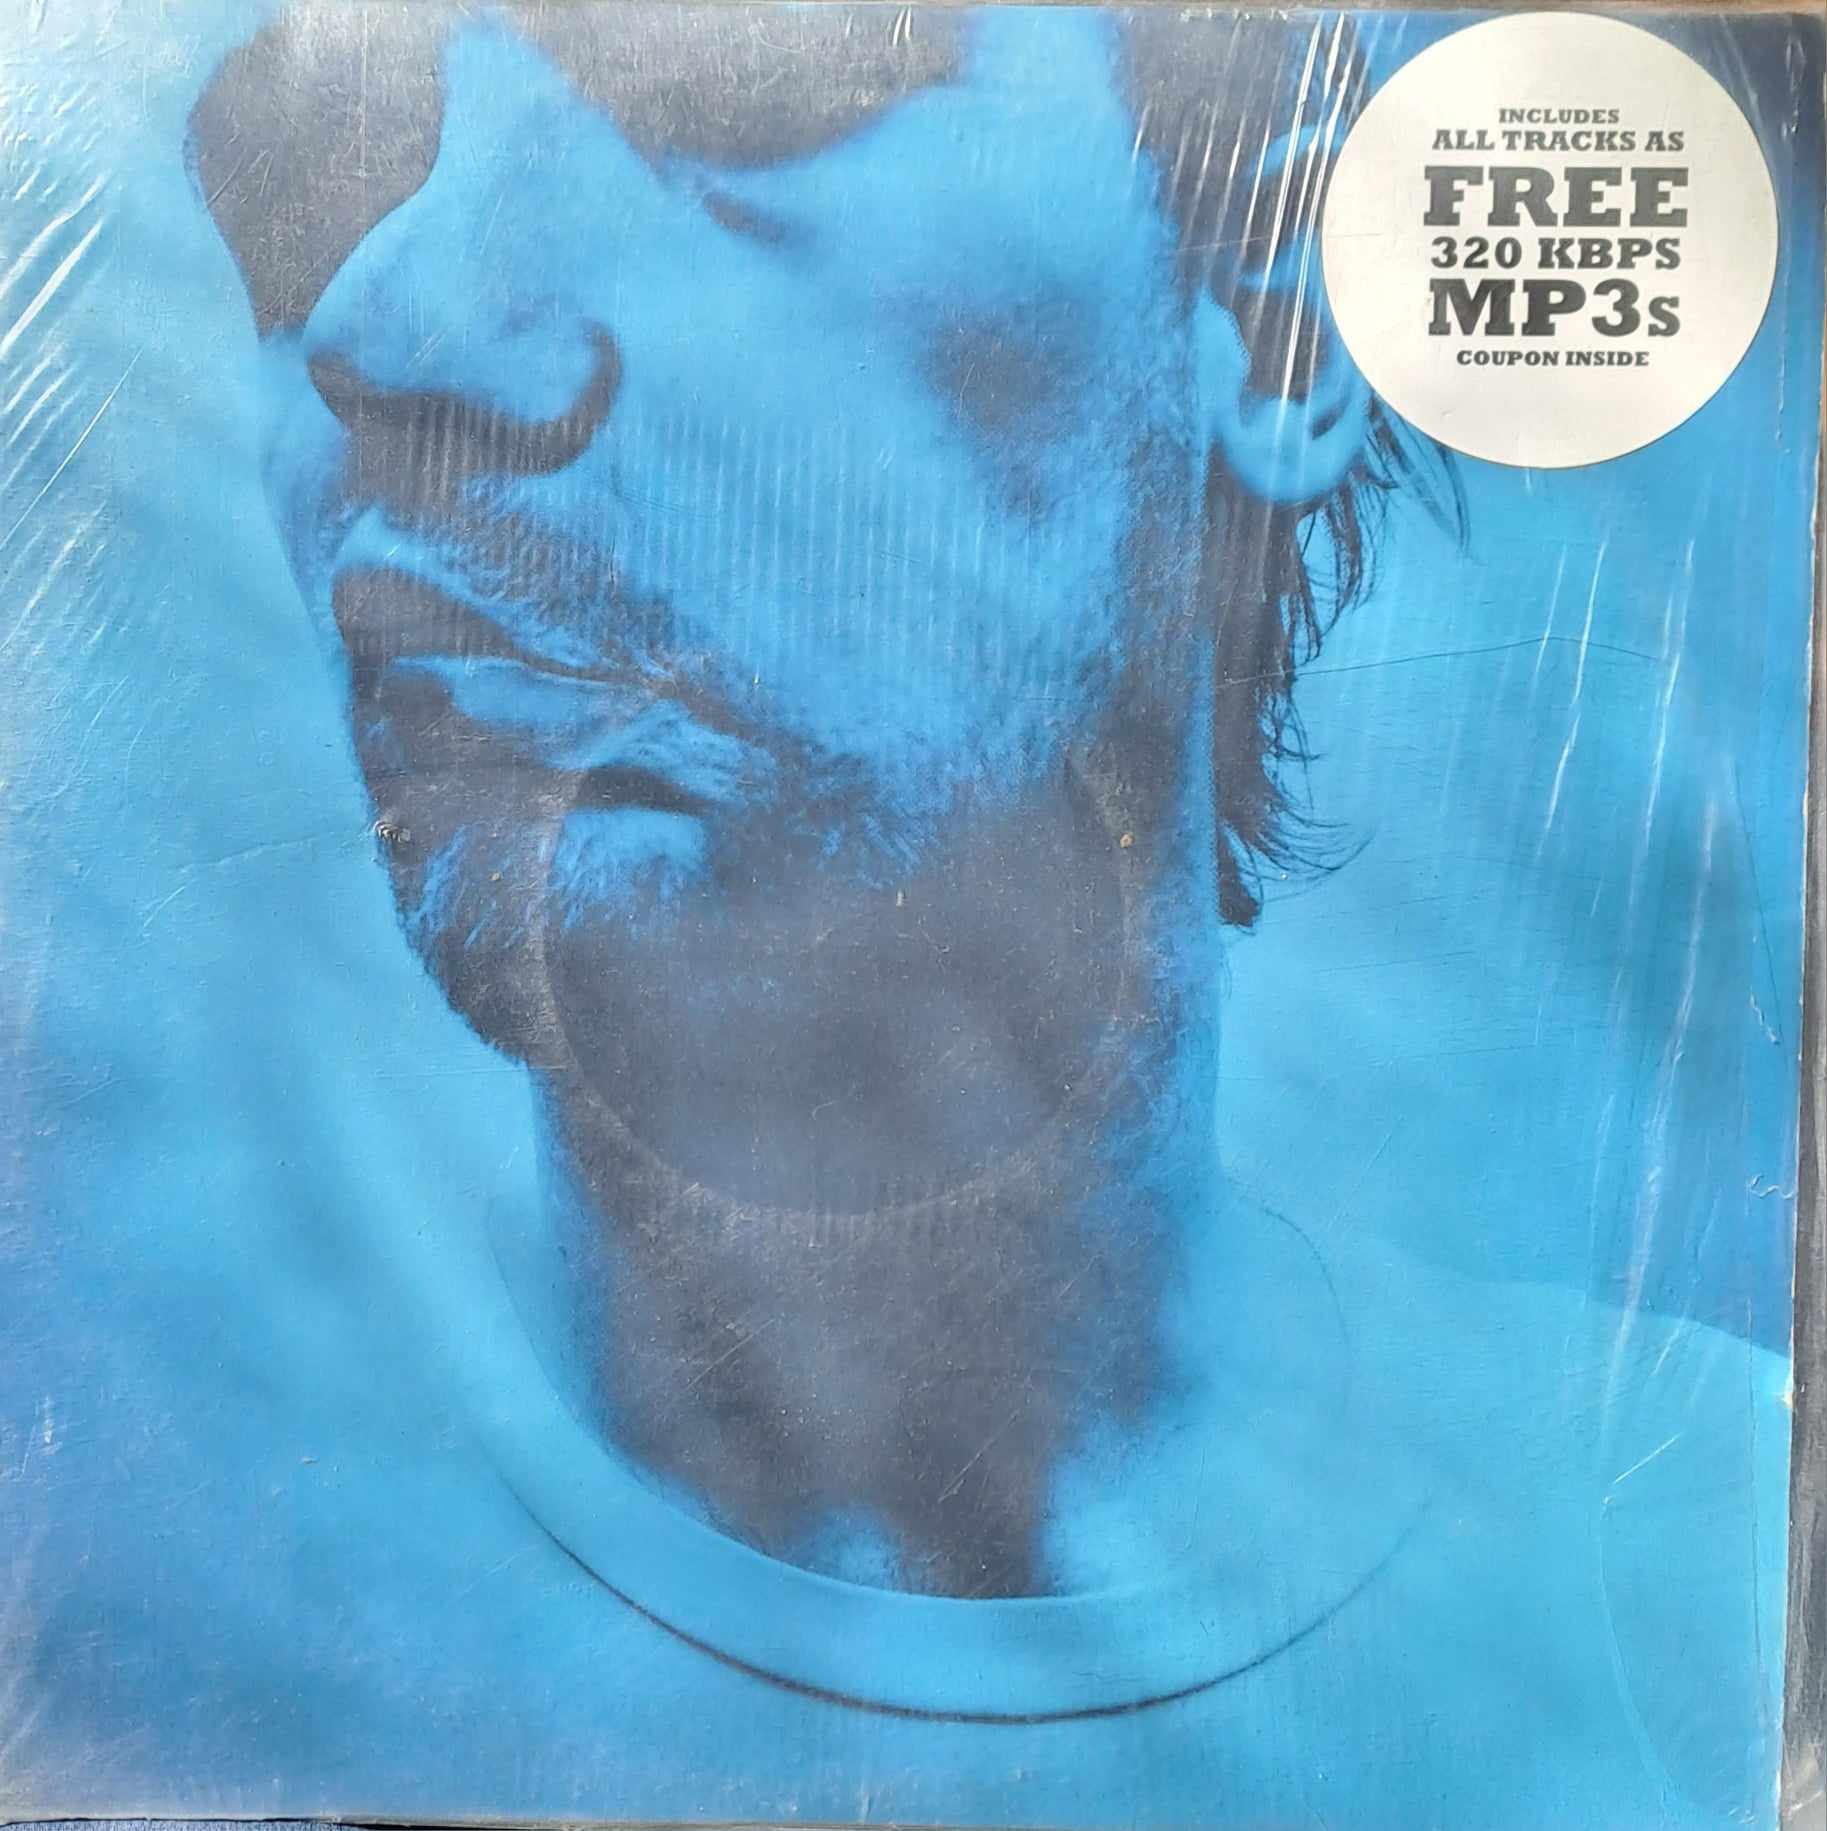 INCLUDES
ALL TRACKS AS
FREE
320 KBPS
MP3s
COUPON INSIDE